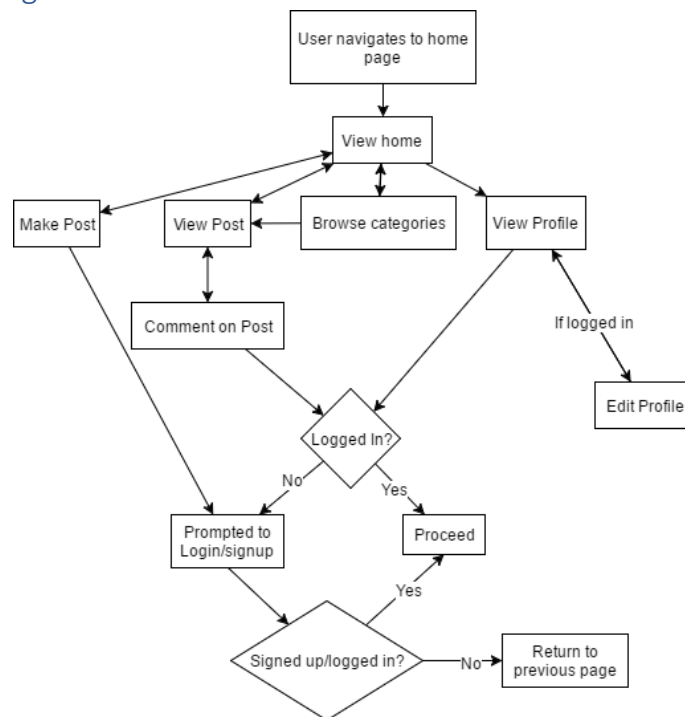 User navigates to home
page
View home
Make Post
View Post
Browse categories
View Profile
Comment on Post
If logged in
Edit Profile
Logged In?
No
Yes
Prompted to
Login/signup
Proceed
Yes
Signed up/logged in?
No
Return to
previous page